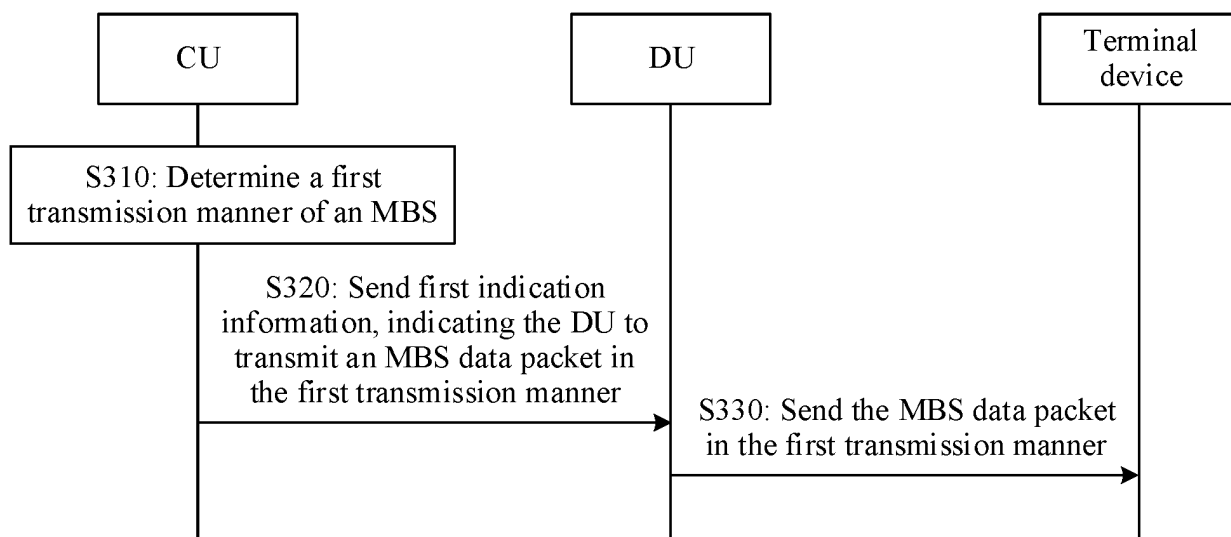 CU
DU
Terminal
device
S310: Determine a first
transmission manner of an MBS
S320: Send first indication
information, indicating the DU to
transmit an MBS data packet in
the first transmission manner
S330: Send the MBS data packet
in the first transmission manner